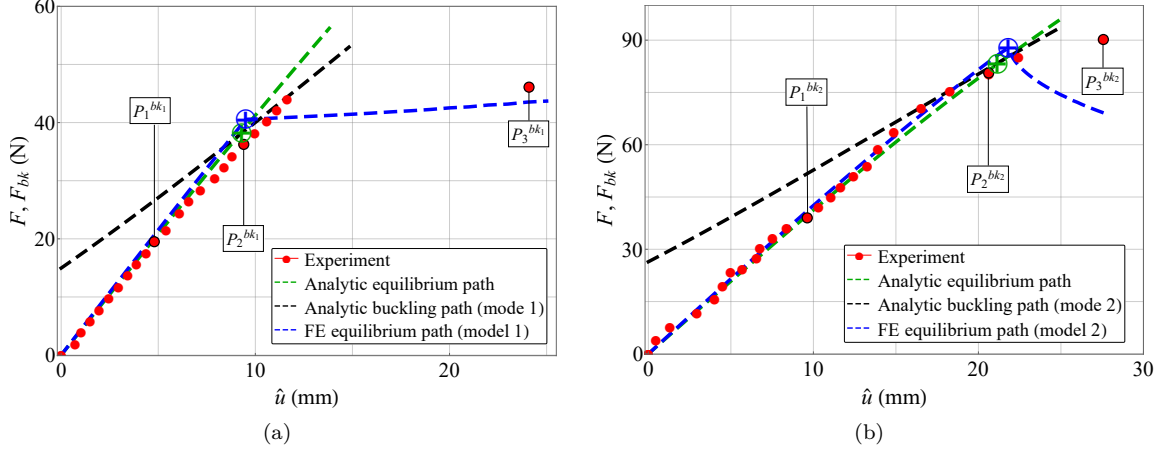 60
40
20
0
F, F_bk (N)
P_1^bk_1
P_2^bk_1
P_3^bk_1
Experiment
Analytic equilibrium path
Analytic buckling path (mode 1)
FE equilibrium path (model 1)
0
10
20
û (mm)
(a)
90
60
30
0
F, F_bk (N)
P_1^bk_2
P_2^bk_2
P_3^bk_2
Experiment
Analytic equilibrium path
Analytic buckling path (mode 2)
FE equilibrium path (model 2)
0
10
20
30
û (mm)
(b)